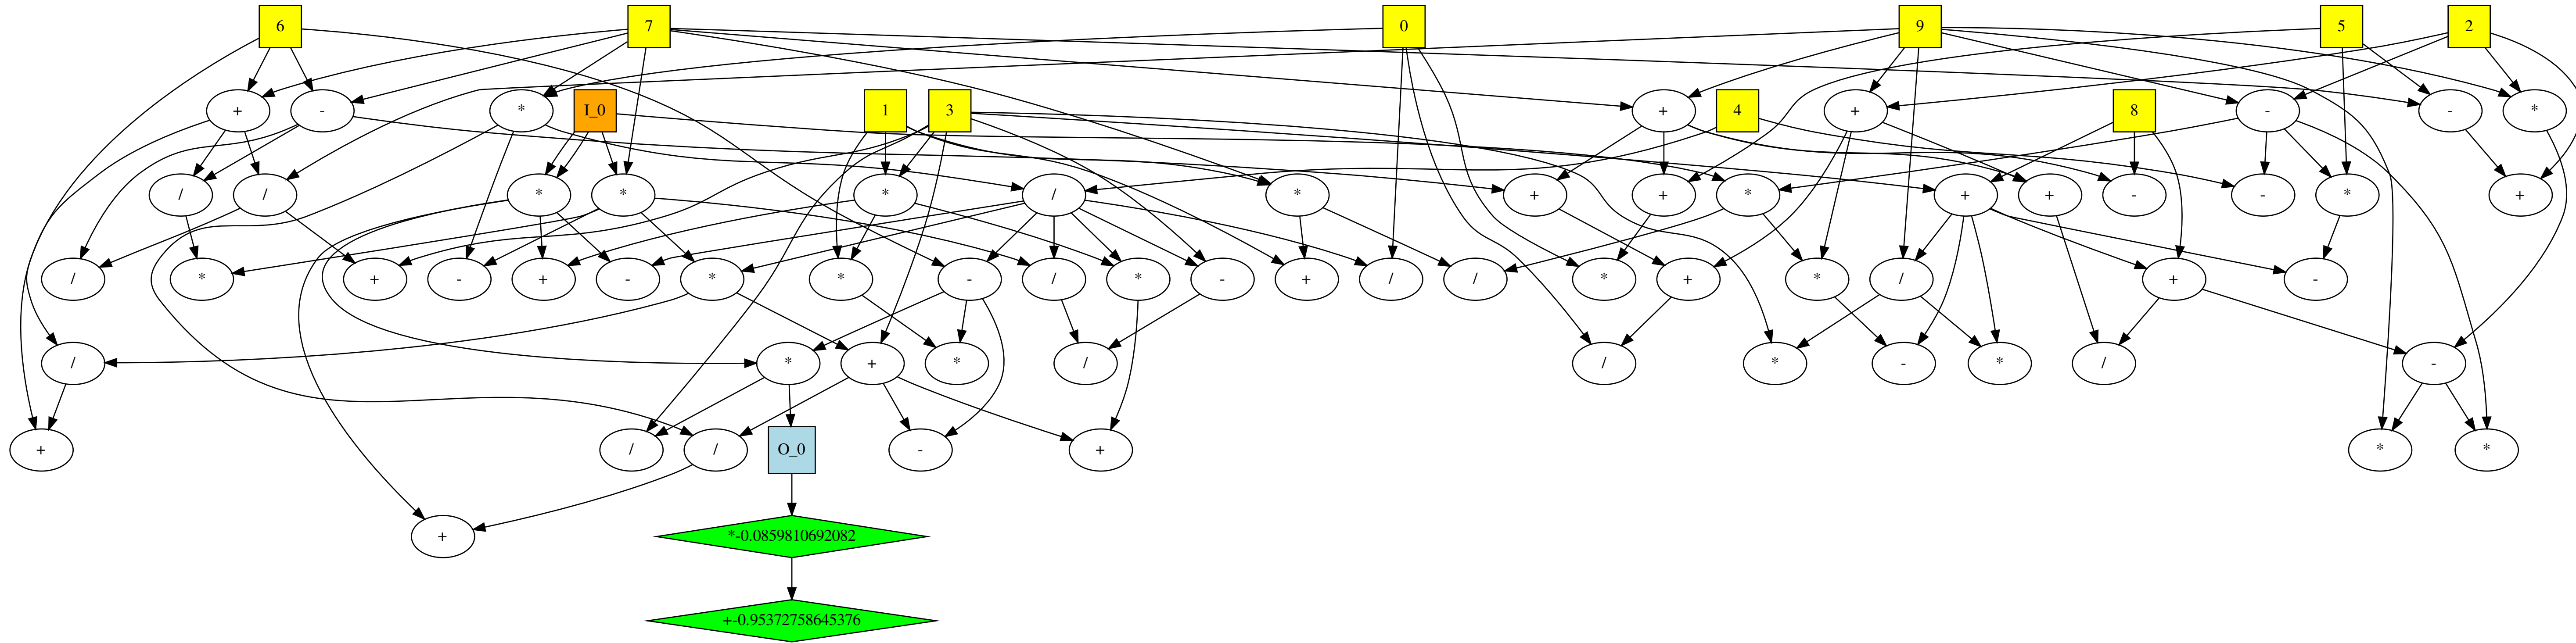 6 7 0 9 5 2
+ - * I_0 1 3 + 4 + - 8 - *
/ / * * * / * + + * + + - - * +
/ * + - + - * * - / * - + / / * + * / + -
/ * + * / / * - * / -
+ / / O_0 - + * *
+ *-0.0859810692082
+-0.95372758645376